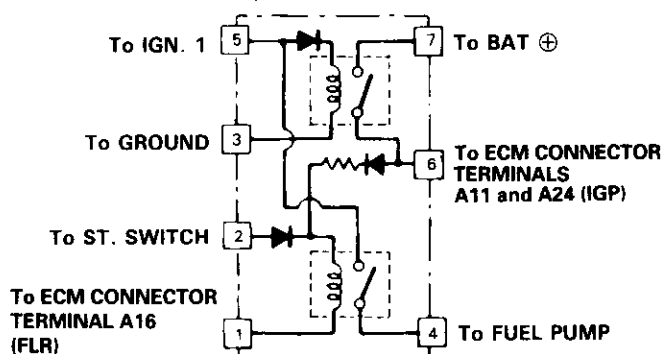 To IGN. 1
5
7
To BAT ⊕
To GROUND
3
6
To ECM CONNECTOR
TERMINALS
A11 and A24 (IGP)
To ST. SWITCH
2
To ECM CONNECTOR
TERMINAL A16
(FLR)
1
4
To FUEL PUMP